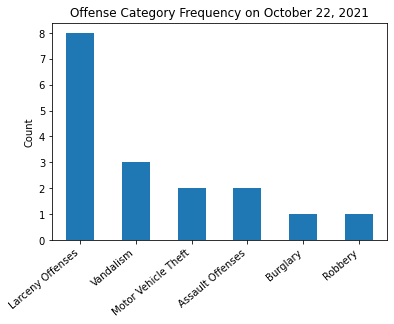 Offense Category Frequency on October 22, 2021
Count
8
7
6
5
4
3
2
1
0
Larceny Offenses
Vandalism
Motor Vehicle Theft
Assault Offenses
Burglary
Robbery